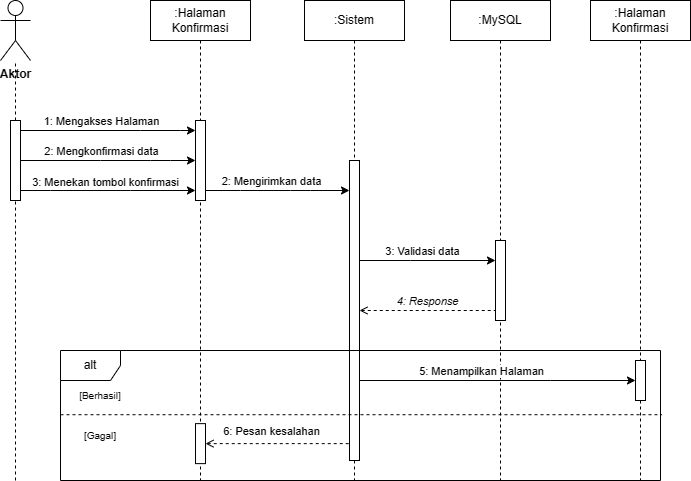 :Halaman
Konfirmasi
:Sistem
:MySQL
:Halaman
Konfirmasi
Aktor
1: Mengakses Halaman
2: Mengkonfirmasi data
3: Menekan tombol konfirmasi
2: Mengirimkan data
3: Validasi data
4: Response
alt
5: Menampilkan Halaman
[Berhasil]
[Gagal]
6: Pesan kesalahan